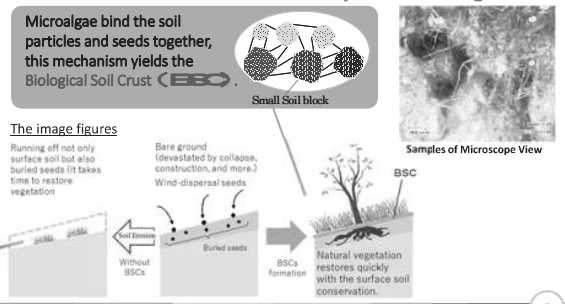 Microalgae bind the soil
particles and seeds together,
this mechanism yields the
Biological Soil Crust (BSC).
Small Soil block
Samples of Microscope View
The image figures
Running off not only
surface soil but also
buried seeds (it takes
time to restore
vegetation
Bare ground
(devastated by collapse,
construction, and more.)
Wind-dispersal seeds
BSC
Soil Erosion
Buried seeds
Without
BSCs
BSCs
formation
Natural vegetation
restores quickly
with the surface soil
conservation.